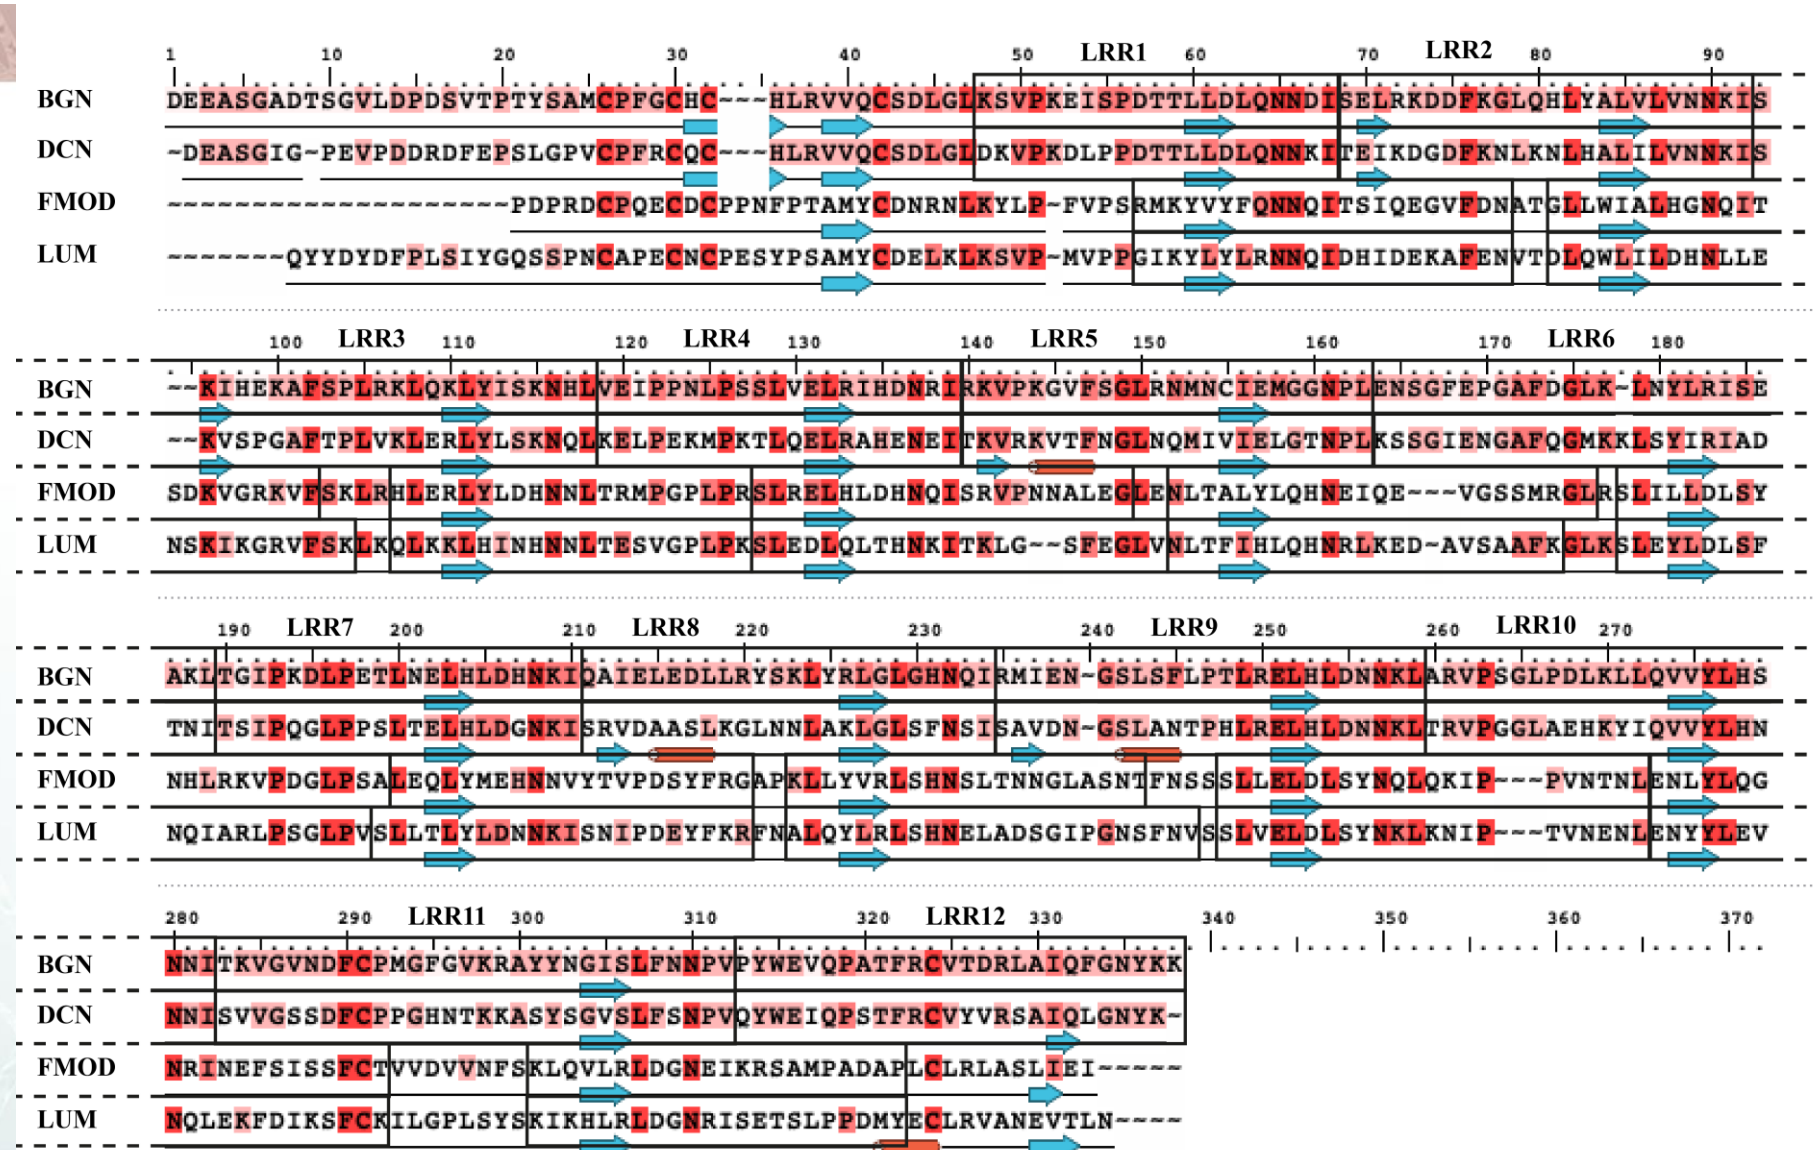 1 10 20 30 40 50 LRR1 60 70 LRR2 80 90
BGN DEEASGADTSGVLDPDSVTPTYSAMCPFGCHC~~~HLRVVQCSDLGLKSVPKEISPDTTLLDLQNNDISELRKDDFKGLQHLYALVLVNNKIS
DCN ~DEASGIG~PEVPDDRDFEPSLGPVCPFRCQC~~~HLRVVQCSDLGLDKVPKDLPPDTTLLDLQNNKITEIKDGDFKNLKNLHALILVNNKIS
FMOD ~~~~~~~~~~~~~~~~~~~~PDPRDCPQECDCPPNFPTAMYCDNRNLKYLP~FVPSRMKYVYFQNNQITSIQEGVFDNATGLLWIALHGNQIT
LUM ~~~~~~~QYYDYDFPLSIYGQSSPNCAPECNCPESYPSAMYCDELKLKSVP~MVPPGIKYLYLRNNQIDHIDEKAFENVTDLQWLILDHNLLE
100 LRR3 110 120 LRR4 130 140 LRR5 150 160 170 LRR6 180
BGN ~~KIHEKAFSPLRKLQKLYISKNHLVEIPPNLPSSLVELRIHDNRIRKVPKGVFSGLRNMNCIEMGGNPLENSGFEPGAFDGLK~LNYLRISE
DCN ~~KVSPGAFTPLVKLERLYLSKNQLKELPEKMPKTLQELRAHENEITKVRKVTFNGLNQMIVIELGTNPLKSSGIENGAFQGMKKLSYIRIAD
FMOD SDKVGRKVFSKLRHLERLYLDHNNLTRMPGPLPRSLRELHLDHNQISRVPNNALEGLENLTALYLQHNEIQE~~~VGSSMRGLRSLILLDLSY
LUM NSKIKGRVFSKLKQLKKLHINHNNLTESVGPLPKSLEDLQLTHNKITKLG~~SFEGLVNLTFIHLQHNRLKED~AVSAAFKGLKSLEYLDLSF
190 LRR7 200 210 LRR8 220 230 240 LRR9 250 260 LRR10 270
BGN AKLTGIPKDLPETLNELHLDHNKIQAIELEDLLRYSKLYRLGLGHNQIRMIEN~GSLSFLPTLRELHLDNNKLARVPSGLPDLKLLQVVYLHS
DCN TNITSIPQGLPPSLTELHLDGNKISRVDAASLKGLNNLAKLGLSFNSISAVDN~GSLANTPHLRELHLDNNKLTRVPGGLAEHKYIQVVYLHN
FMOD NHLRKVPDGLPSALEQLYMEHNNVYTVPDSYFRGAPKLLYVRLSHNSLTNNGLASNTFNSSSLLELDLSYNQLQKIP~~~PVNTNLENLYLQG
LUM NQIARLPSGLPVSLLTLYLDNNKISNIPDEYFKRFNALQYLRLSHNELADSGIPGNSFNVSSLVELDLSYNKLKNIP~~~TVNENLENYYLEV
280 290 LRR11 300 310 320 LRR12 330 340 350 360 370
BGN NNITKVGVNDFCPMGFGVKRAYYNGISLFNNPVPYWEVQPATFRCVTDRLAIQFGNYKK
DCN NNISVVGSSDFCPPGHNTKKASYSGVSLFSNPVQYWEIQPSTFRCVYVRSAIQLGNYK~
FMOD NRINEFSISSFCTVVDVVNFSKLQVLRLDGNEIKRSAMPADAPLCLRLASLIEI~~~~~
LUM NQLEKFDIKSFCKILGPLSYSKIKHLRLDGNRISETSLPPDMYECLRVANEVTLN~~~~